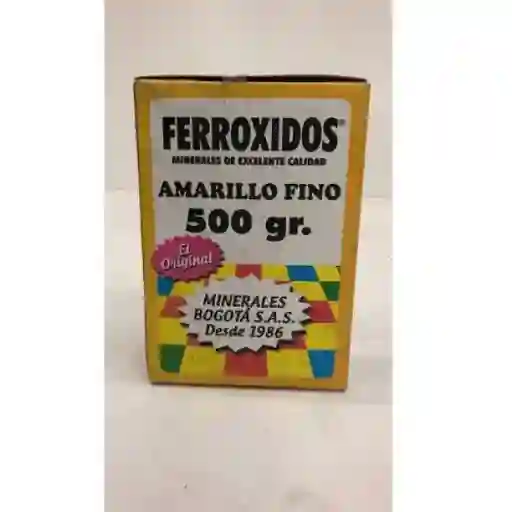 FERROXIDOS®
MINERALES DE EXCELENTE CALIDAD
AMARILLO FINO
500 gr.
El
Original
MINERALES
BOGOTÁ S.A.S.
Desde 1986